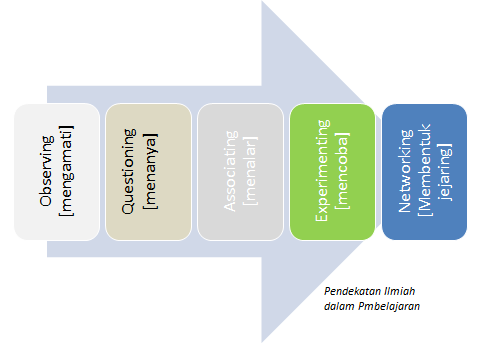 Observing
[mengamati]
Questioning
[menanya]
Associating
[menalar]
Experimenting
[mencoba]
Networking
[Membentuk
jejaring]
Pendekatan Ilmiah
dalam Pmbelajaran